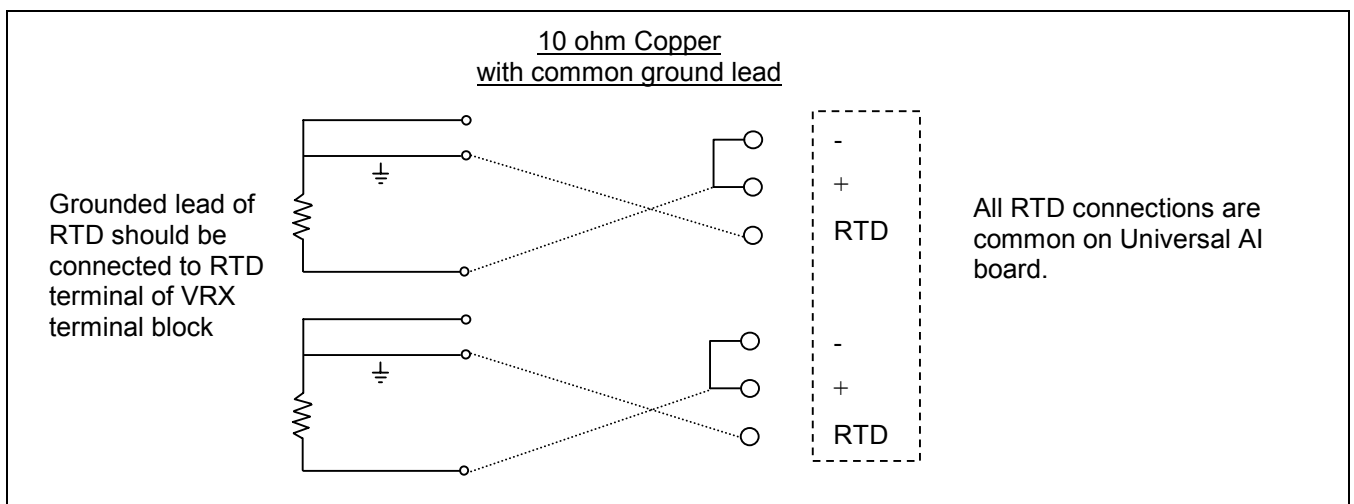 10 ohm Copper
with common ground lead
Grounded lead of
RTD should be
connected to RTD
terminal of VRX
terminal block
-
+
RTD
-
+
RTD
All RTD connections are
common on Universal AI
board.